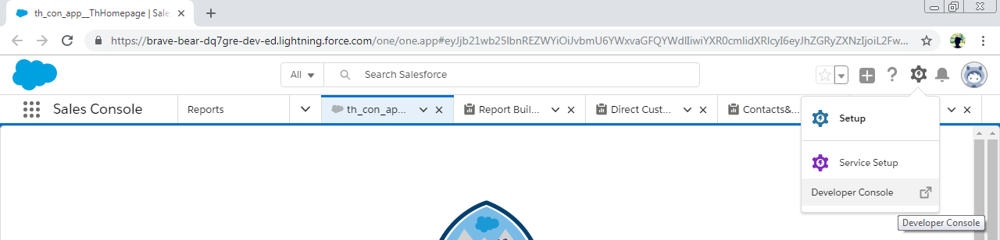 th_con_app__ThHomepage | Sale
https://brave-bear-dq7gre-dev-ed.lightning.force.com/one/one.app#eyJjb21wb25lbnREZWYiOiJvbmU6YWxvaGFQYWdlIiwiYXR0cmlidXRlcyI6eyJhZGRyZXNzIjoiL2Fw...
All
Search Salesforce
Sales Console
Reports
th_con_ap...
Report Buil...
Direct Cust...
Contacts&...
Setup
Service Setup
Developer Console
Developer Console